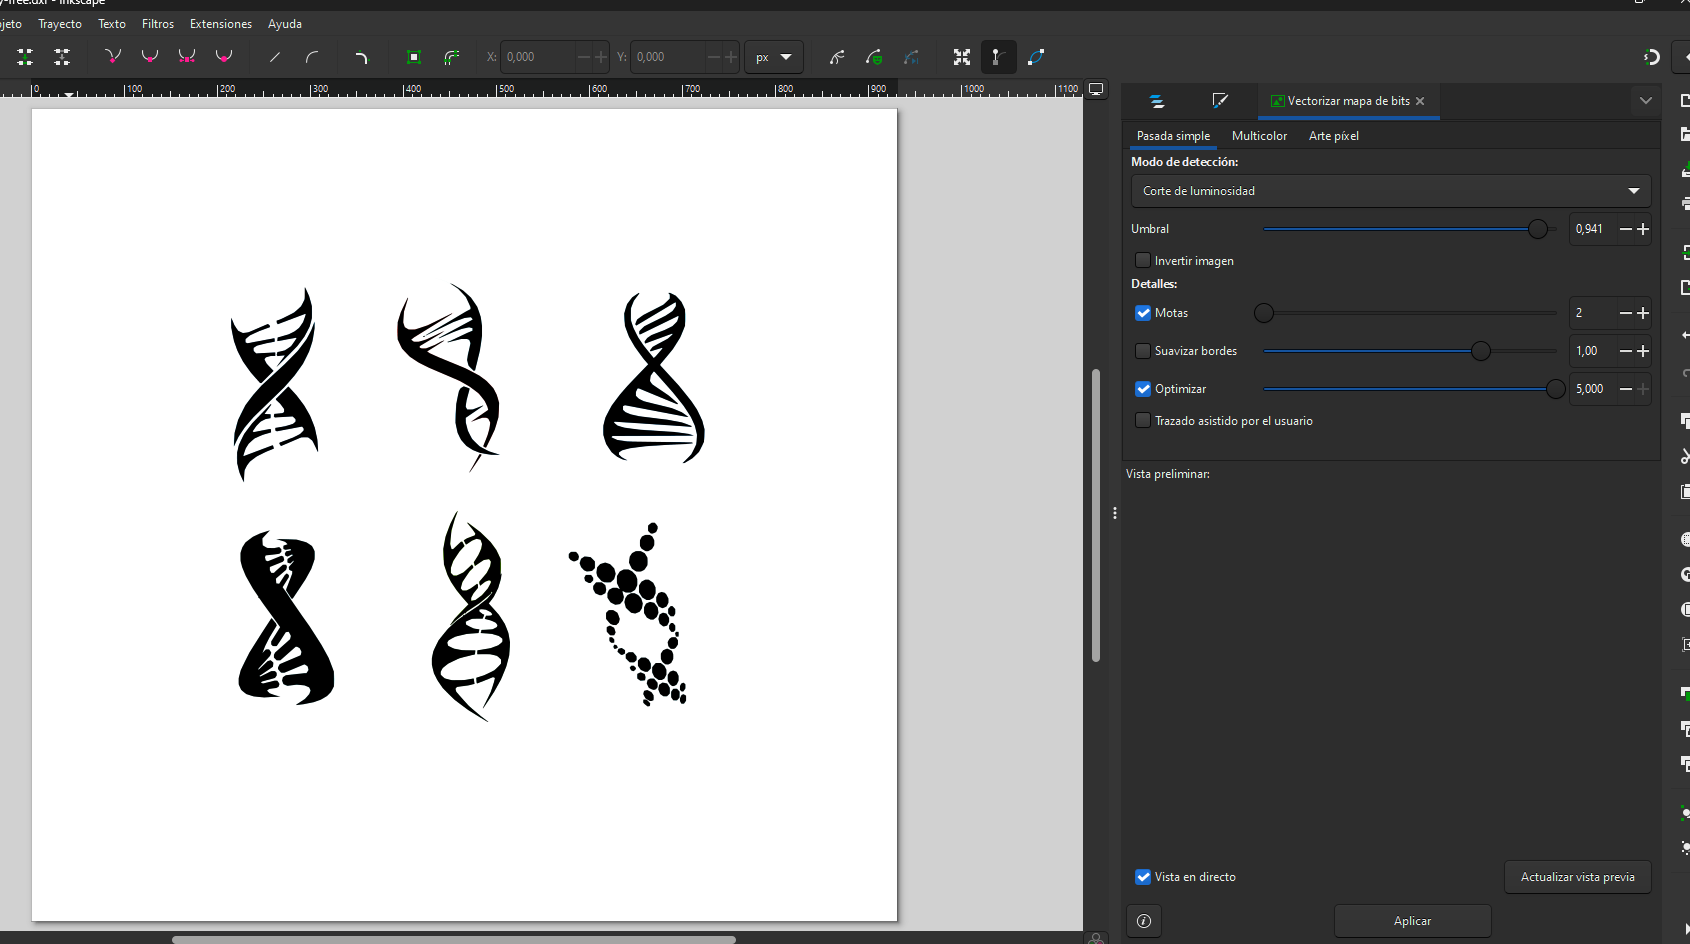 y-free.dxf - Inkscape
jeto Trayecto Texto Filtros Extensiones Ayuda
X: 0,000 Y: 0,000 px
0 100 200 300 400 500 600 700 800 900 1000 1100
Vectorizar mapa de bits
Pasada simple Multicolor Arte píxel
Modo de detección:
Corte de luminosidad
Umbral 0,941
Invertir imagen
Detalles:
Motas 2
Suavizar bordes 1,00
Optimizar 5,000
Trazado asistido por el usuario
Vista preliminar:
Vista en directo Actualizar vista previa
Aplicar